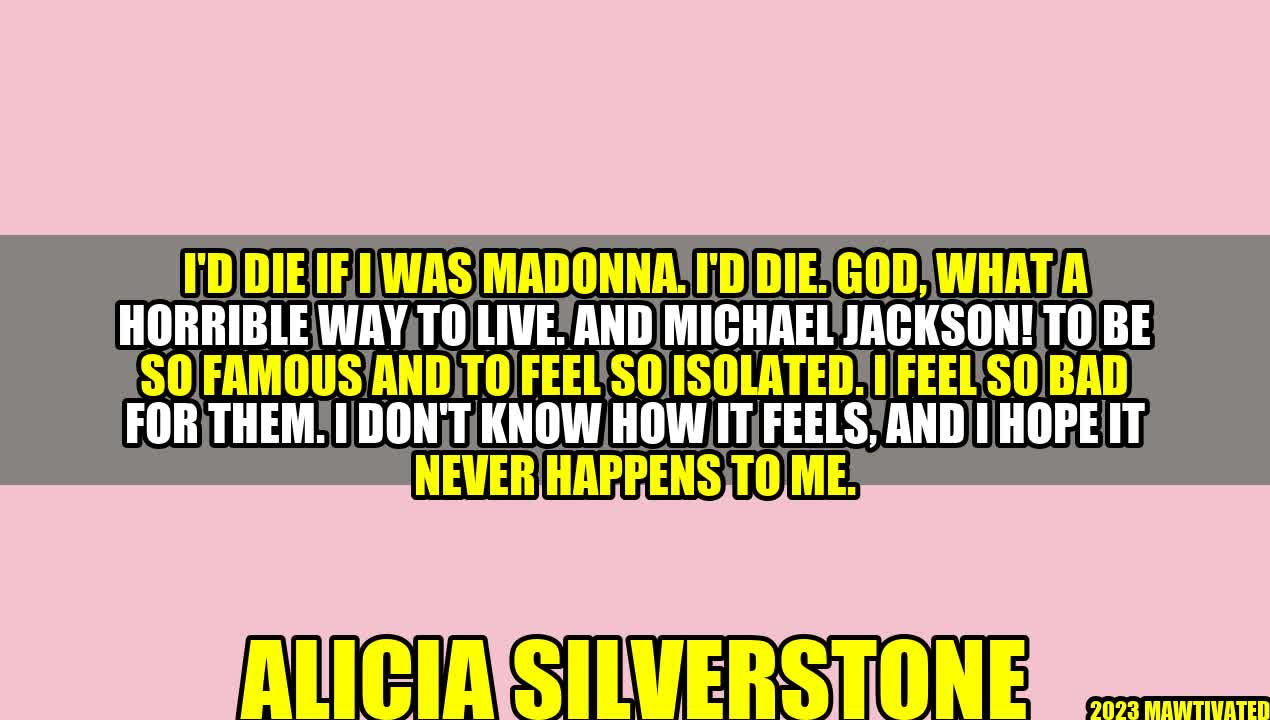 I'D DIE IF I WAS MADONNA. I'D DIE. GOD, WHAT A
HORRIBLE WAY TO LIVE. AND MICHAEL JACKSON! TO BE
SO FAMOUS AND TO FEEL SO ISOLATED. I FEEL SO BAD
FOR THEM. I DON'T KNOW HOW IT FEELS, AND I HOPE IT
NEVER HAPPENS TO ME.
ALICIA SILVERSTONE
2023 MAWTIVATED